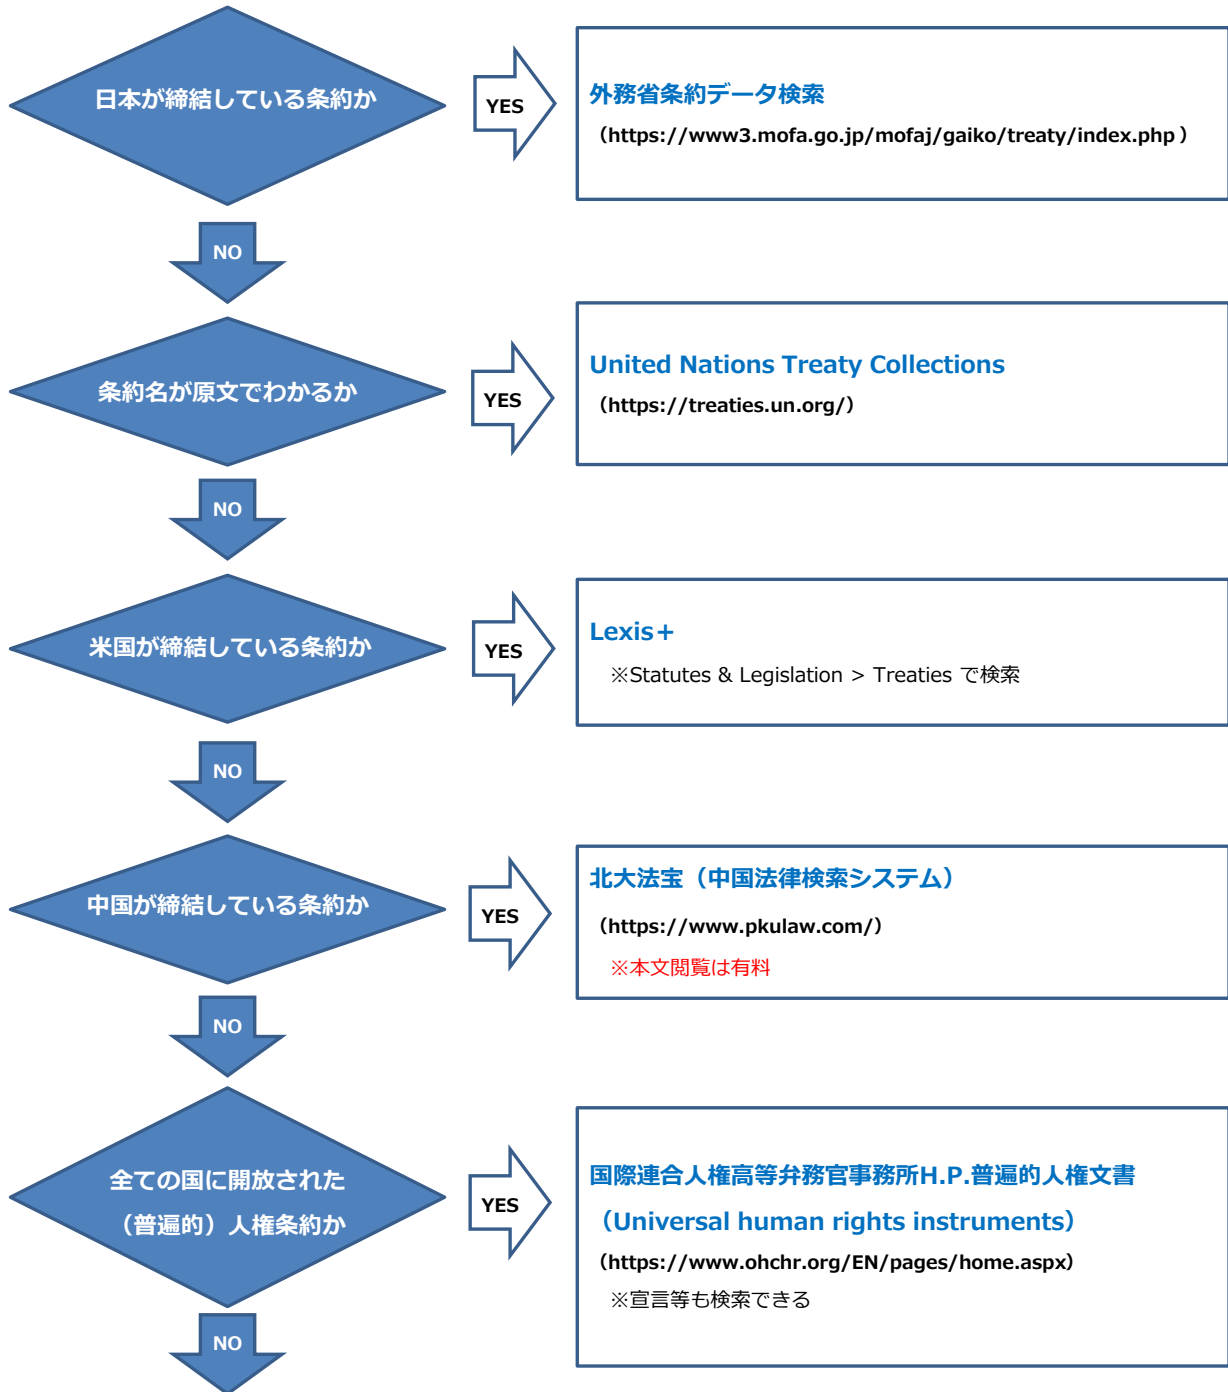 日本が締結している条約か
YES
外務省条約データ検索
（https://www3.mofa.go.jp/mofaj/gaiko/treaty/index.php ）
NO
条約名が原文でわかるか
YES
United Nations Treaty Collections
（https://treaties.un.org/）
NO
米国が締結している条約か
YES
Lexis＋
※Statutes & Legislation > Treaties で検索
NO
中国が締結している条約か
YES
北大法宝（中国法律検索システム）
（https://www.pkulaw.com/）
※本文閲覧は有料
NO
全ての国に開放された
（普遍的）人権条約か
YES
国際連合人権高等弁務官事務所H.P.普遍的人権文書
（Universal human rights instruments）
（https://www.ohchr.org/EN/pages/home.aspx）
※宣言等も検索できる
NO